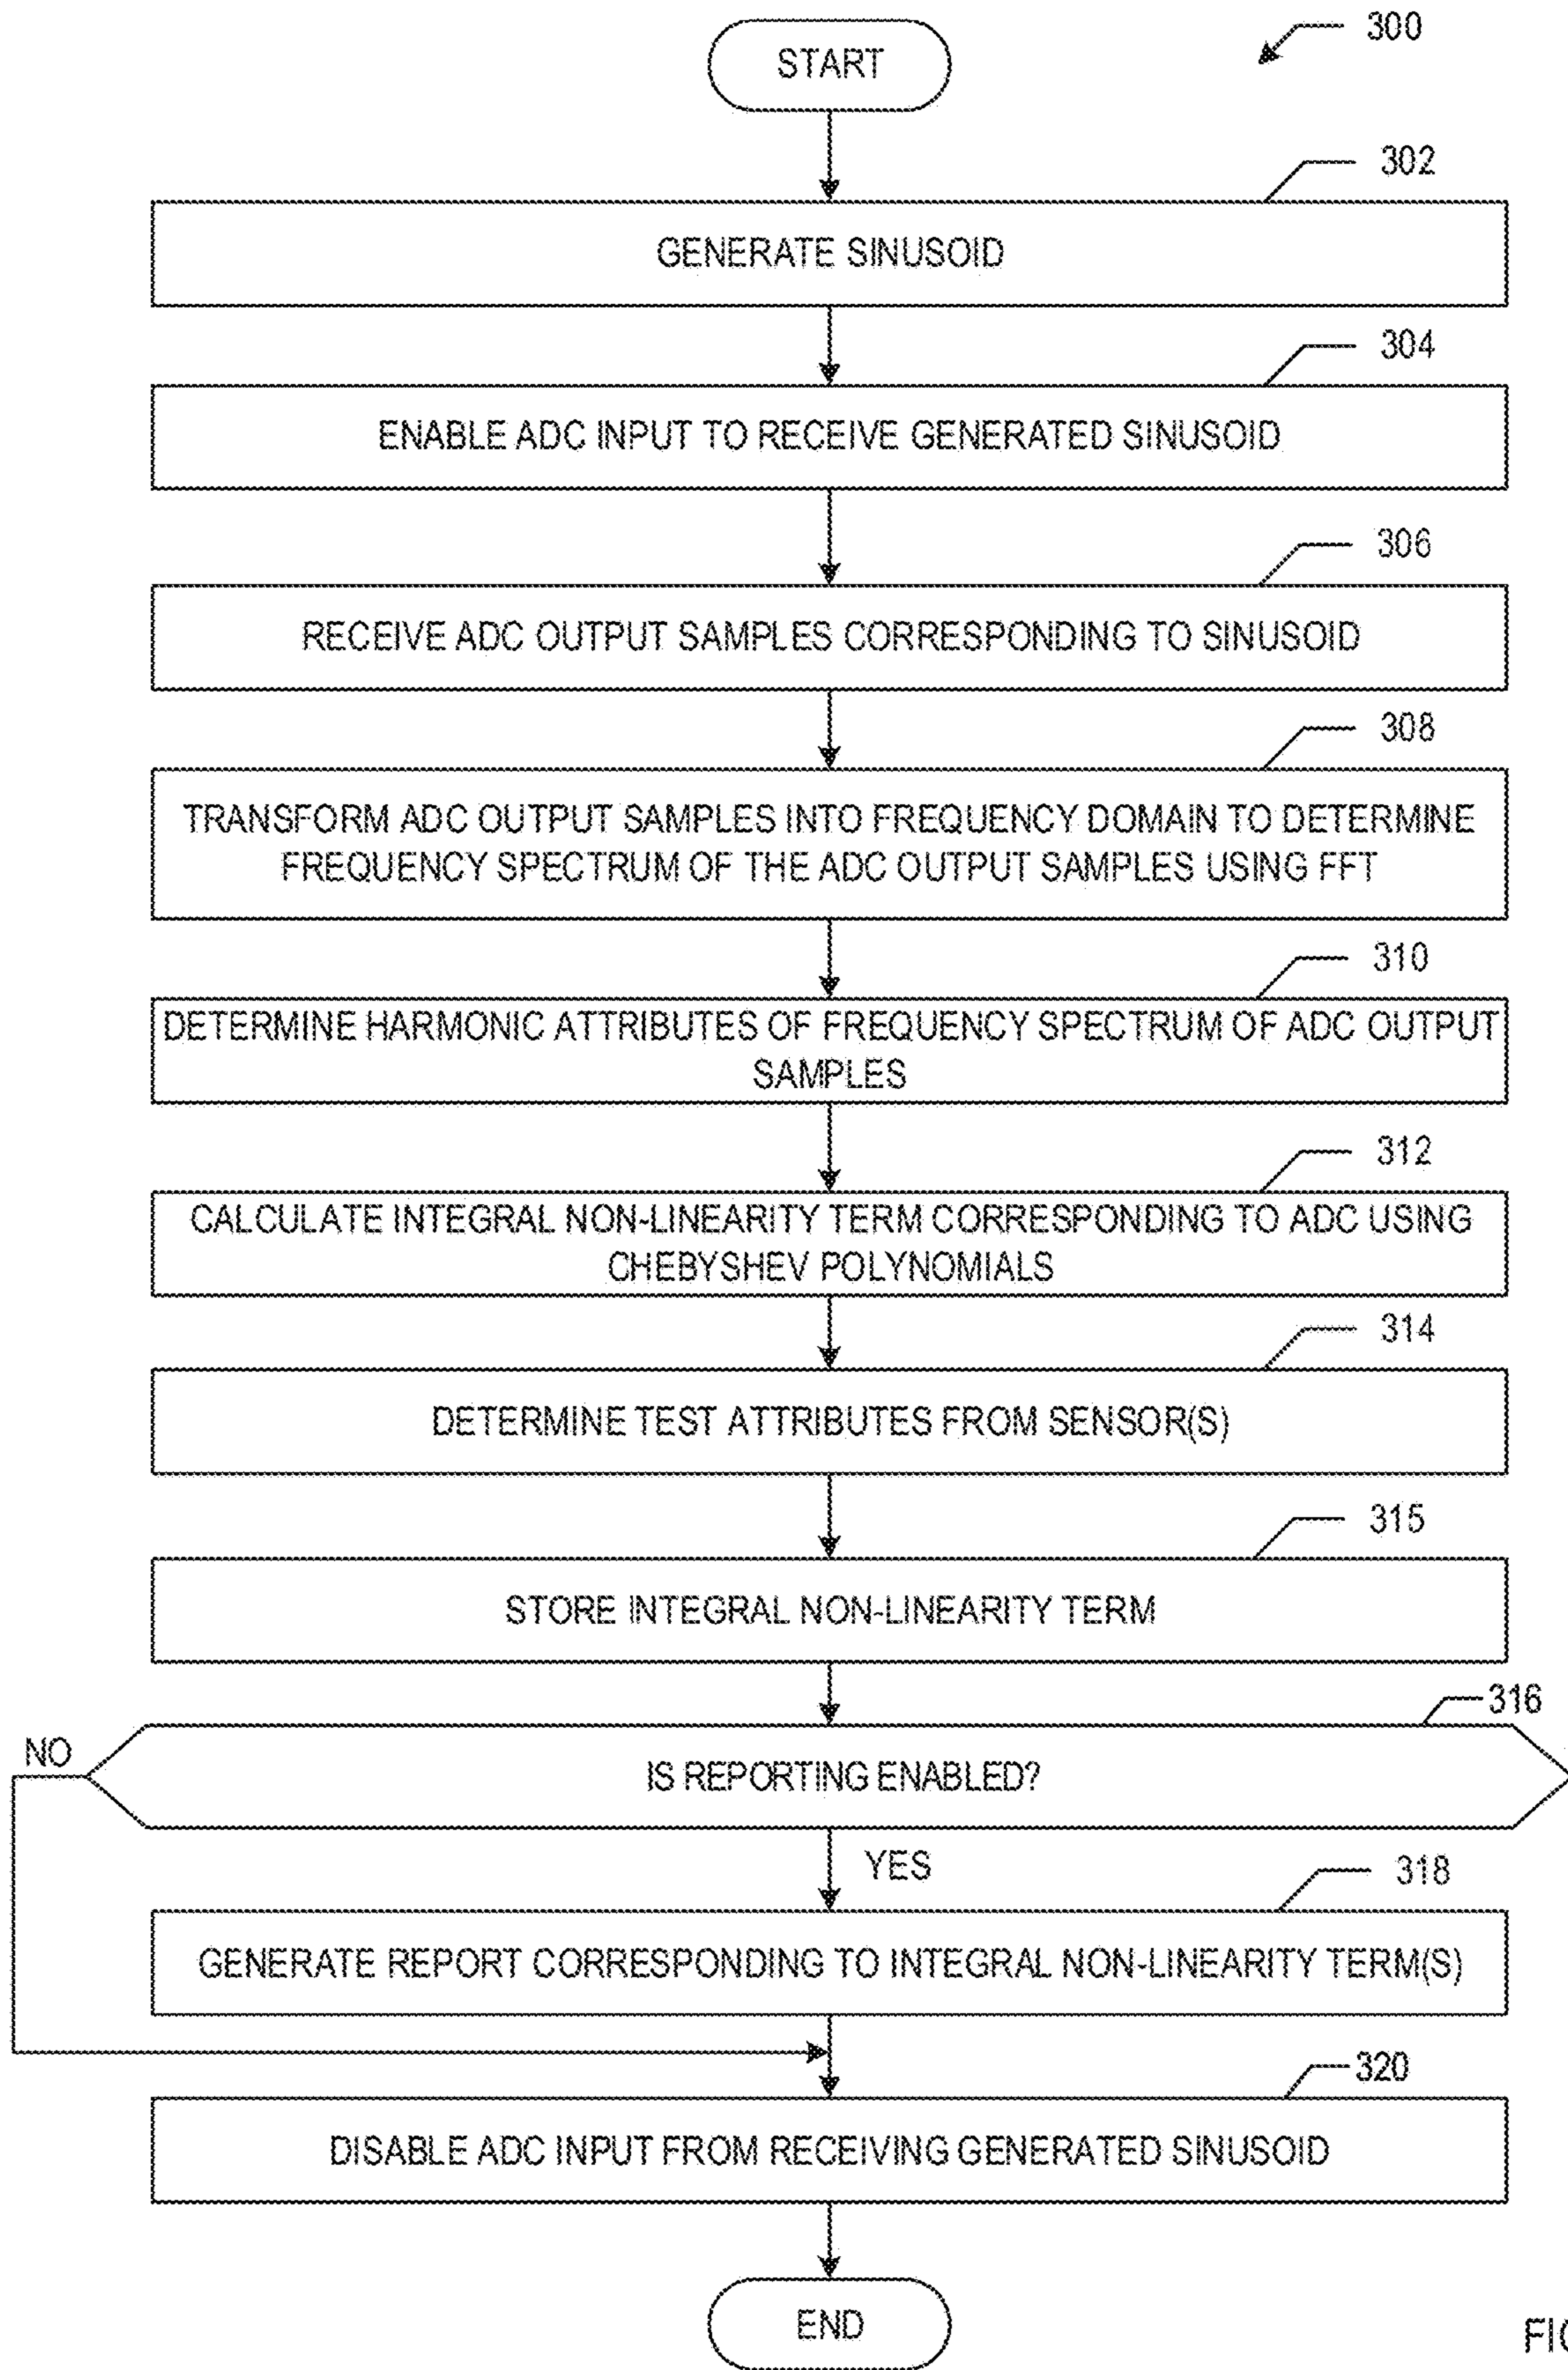 300
START
302
GENERATE SINUSOID
304
ENABLE ADC INPUT TO RECEIVE GENERATED SINUSOID
306
RECEIVE ADC OUTPUT SAMPLES CORRESPONDING TO SINUSOID
308
TRANSFORM ADC OUTPUT SAMPLES INTO FREQUENCY DOMAIN TO DETERMINE
FREQUENCY SPECTRUM OF THE ADC OUTPUT SAMPLES USING FFT
310
DETERMINE HARMONIC ATTRIBUTES OF FREQUENCY SPECTRUM OF ADC OUTPUT
SAMPLES
312
CALCULATE INTEGRAL NON-LINEARITY TERM CORRESPONDING TO ADC USING
CHEBYSHEV POLYNOMIALS
314
DETERMINE TEST ATTRIBUTES FROM SENSOR(S)
315
STORE INTEGRAL NON-LINEARITY TERM
316
NO
IS REPORTING ENABLED?
YES
318
GENERATE REPORT CORRESPONDING TO INTEGRAL NON-LINEARITY TERM(S)
320
DISABLE ADC INPUT FROM RECEIVING GENERATED SINUSOID
END